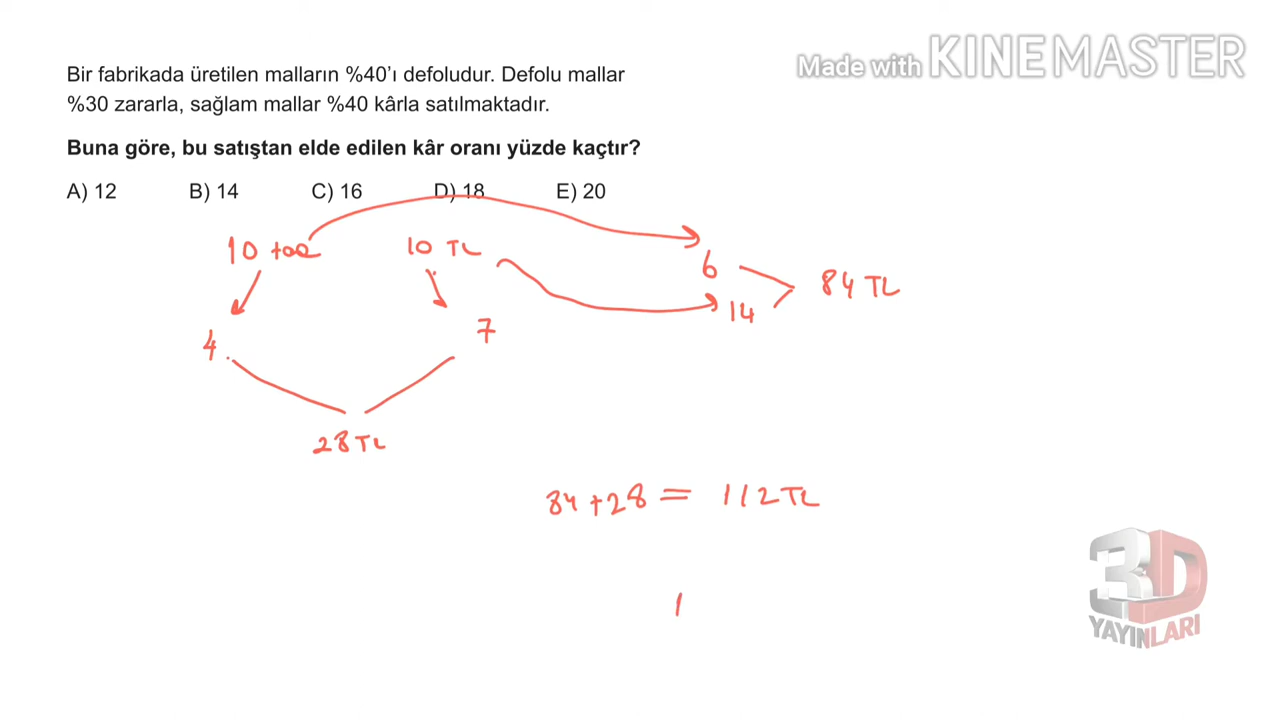 Made with KINEMASTER
Bir fabrikada üretilen malların %40'ı defoludur. Defolu mallar
%30 zararla, sağlam mallar %40 kârla satılmaktadır.
Buna göre, bu satıştan elde edilen kâr oranı yüzde kaçtır?
A) 12 B) 14 C) 16 D) 18 E) 20
10 tane 10 TL
6
14
84 TL
4 7
28 TL
84 + 28 = 112 TL
1
3D
YAYINLARI